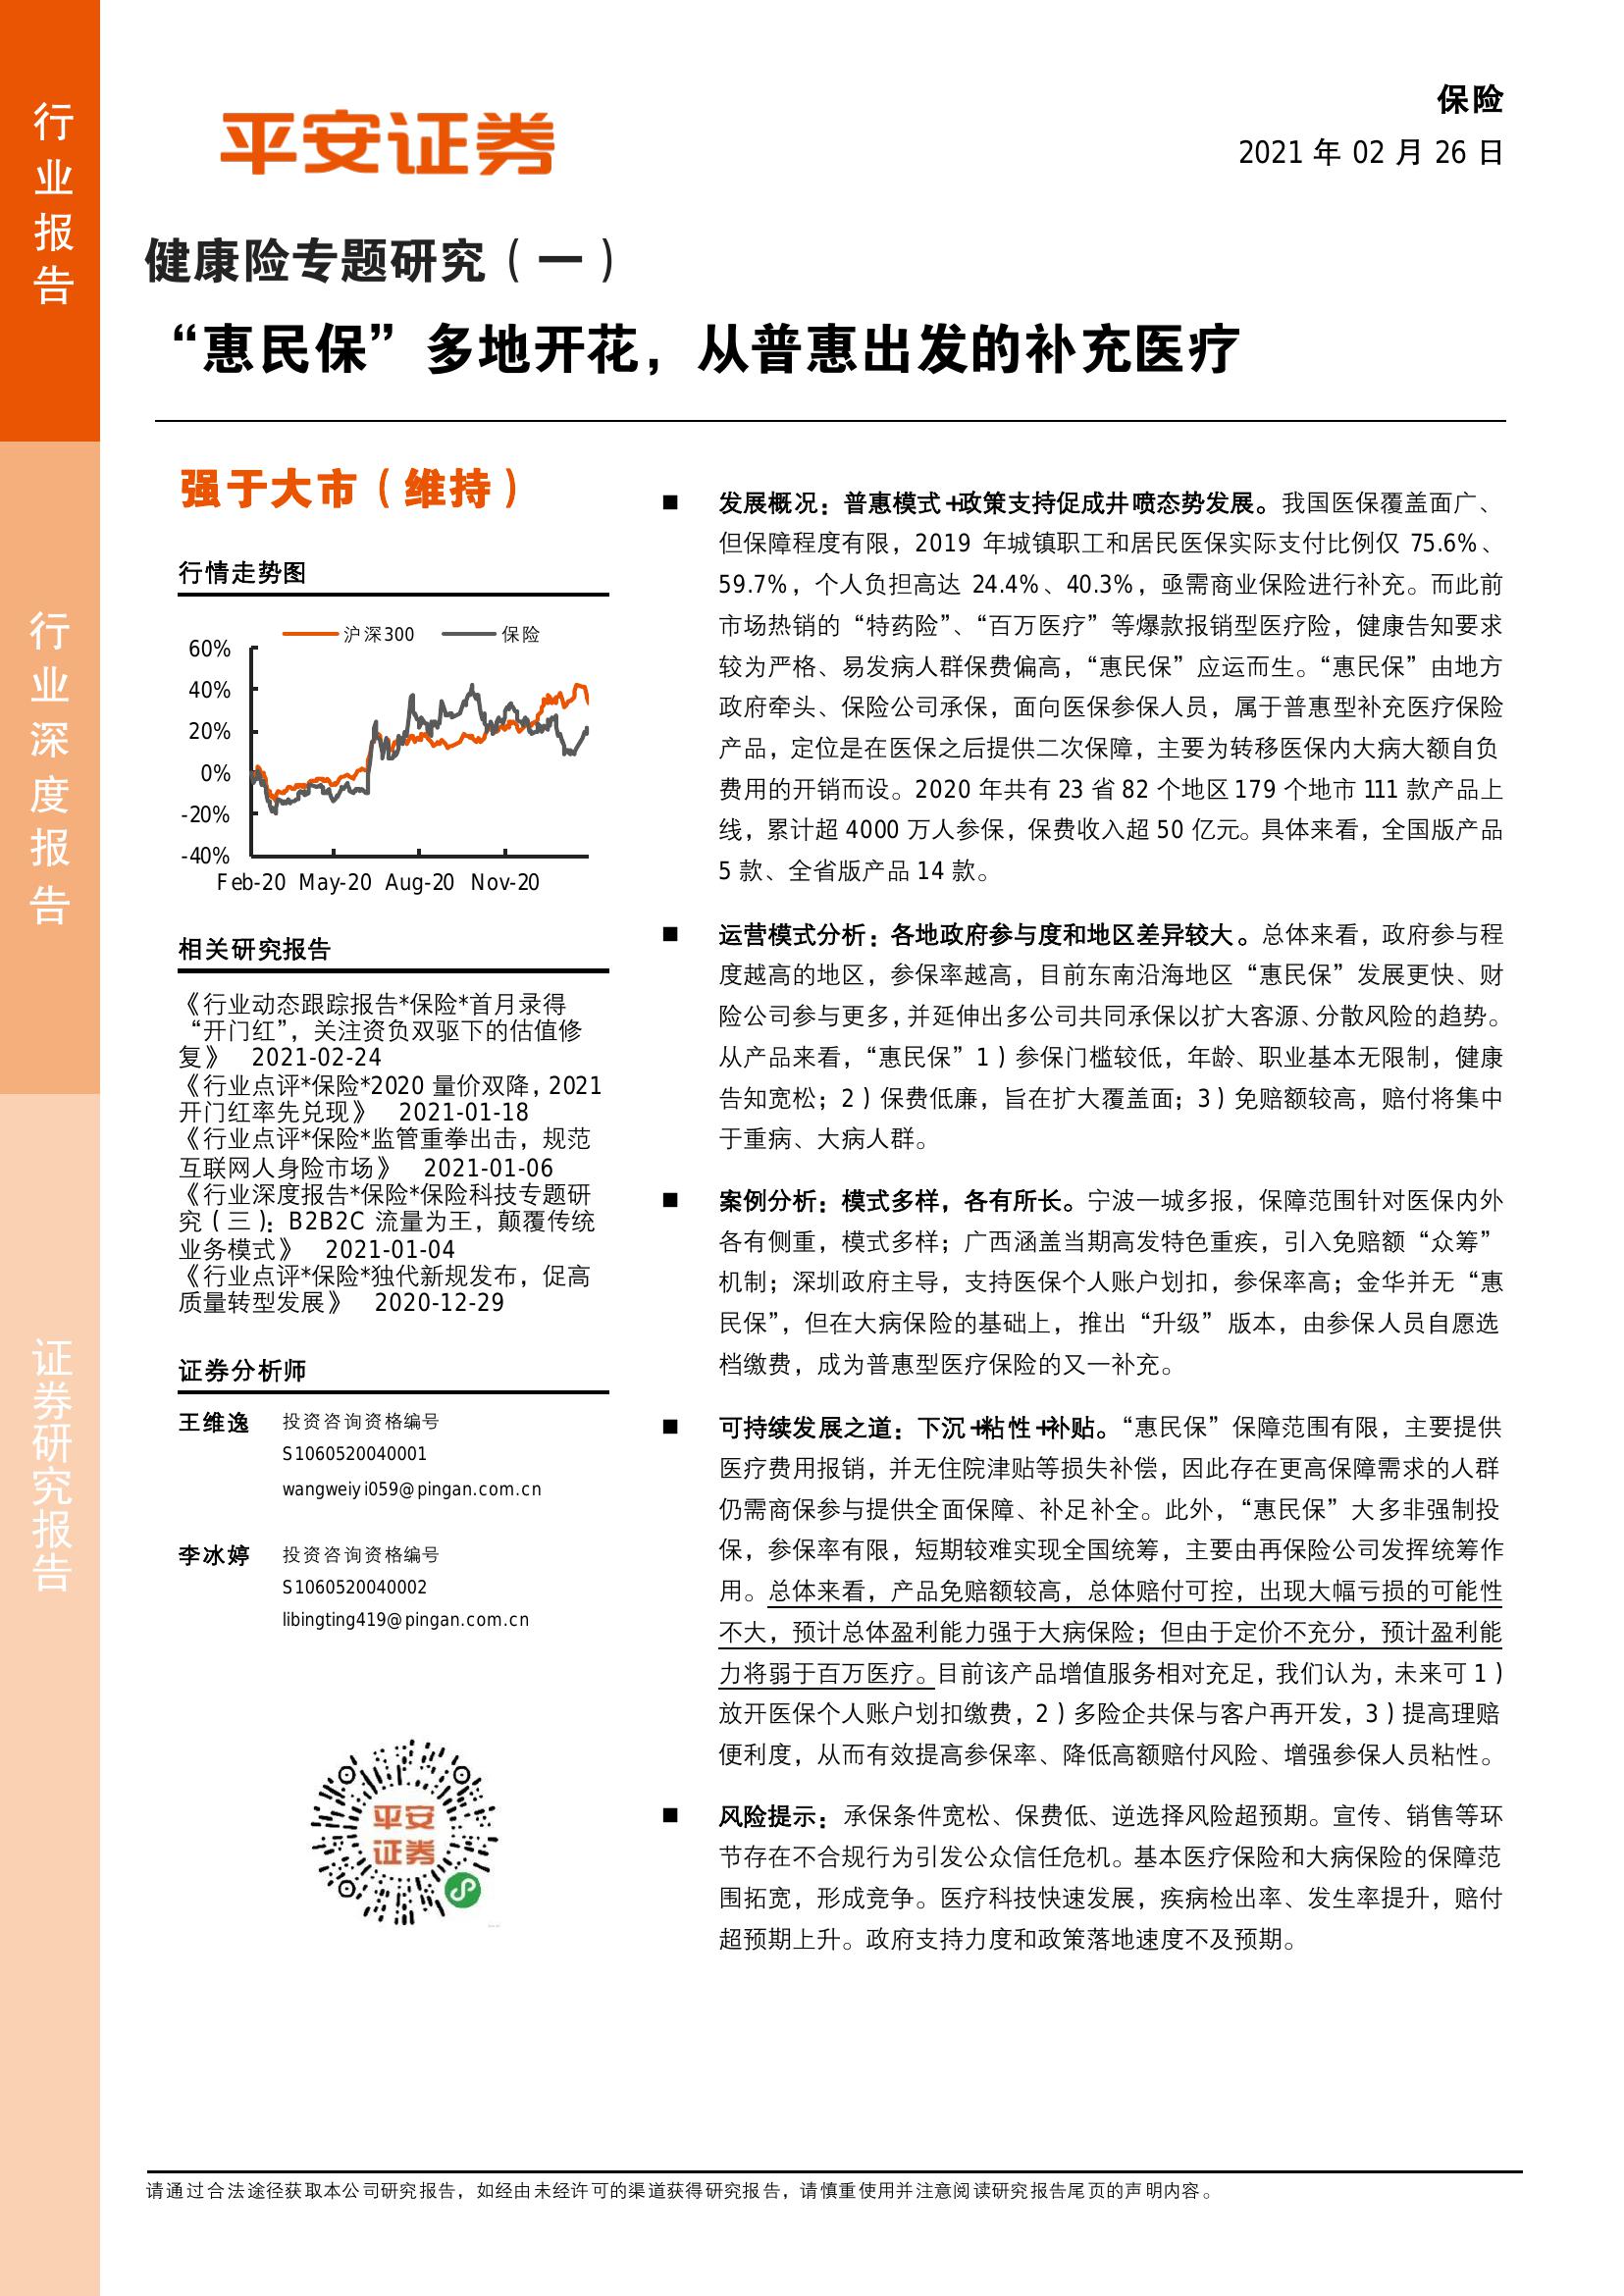 行业报告
行业深度报告
证券研究报告
平安证券
保险
2021 年 02 月 26 日
健康险专题研究(一)
“惠民保”多地开花，从普惠出发的补充医疗
强于大市(维持)
行情走势图
沪深300 保险
60%
40%
20%
0%
-20%
-40%
Feb-20 May-20 Aug-20 Nov-20
相关研究报告
《行业动态跟踪报告*保险*首月录得
“开门红”，关注资负双驱下的估值修
复》 2021-02-24
《行业点评*保险*2020 量价双降，2021
开门红率先兑现》 2021-01-18
《行业点评*保险*监管重拳出击，规范
互联网人身险市场》 2021-01-06
《行业深度报告*保险*保险科技专题研
究(三)：B2B2C 流量为王，颠覆传统
业务模式》 2021-01-04
《行业点评*保险*独代新规发布，促高
质量转型发展》 2020-12-29
证券分析师
王维逸 投资咨询资格编号
S1060520040001
wangweiyi059@pingan.com.cn
李冰婷 投资咨询资格编号
S1060520040002
libingting419@pingan.com.cn
平安
证券
■ 发展概况：普惠模式+政策支持促成井喷态势发展。我国医保覆盖面广、
但保障程度有限，2019 年城镇职工和居民医保实际支付比例仅 75.6%、
59.7%，个人负担高达 24.4%、40.3%，亟需商业保险进行补充。而此前
市场热销的“特药险”、“百万医疗”等爆款报销型医疗险，健康告知要求
较为严格、易发病人群保费偏高，“惠民保”应运而生。“惠民保”由地方
政府牵头、保险公司承保，面向医保参保人员，属于普惠型补充医疗保险
产品，定位是在医保之后提供二次保障，主要为转移医保内大病大额自负
费用的开销而设。2020 年共有 23 省 82 个地区 179 个地市 111 款产品上
线，累计超 4000 万人参保，保费收入超 50 亿元。具体来看，全国版产品
5 款、全省版产品 14 款。
■ 运营模式分析：各地政府参与度和地区差异较大。总体来看，政府参与程
度越高的地区，参保率越高，目前东南沿海地区“惠民保”发展更快、财
险公司参与更多，并延伸出多公司共同承保以扩大客源、分散风险的趋势。
从产品来看，“惠民保”1）参保门槛较低，年龄、职业基本无限制，健康
告知宽松；2）保费低廉，旨在扩大覆盖面；3）免赔额较高，赔付将集中
于重病、大病人群。
■ 案例分析：模式多样，各有所长。宁波一城多报，保障范围针对医保内外
各有侧重，模式多样；广西涵盖当期高发特色重疾，引入免赔额“众筹”
机制；深圳政府主导，支持医保个人账户划扣，参保率高；金华并无“惠
民保”，但在大病保险的基础上，推出“升级”版本，由参保人员自愿选
档缴费，成为普惠型医疗保险的又一补充。
■ 可持续发展之道：下沉+粘性+补贴。“惠民保”保障范围有限，主要提供
医疗费用报销，并无住院津贴等损失补偿，因此存在更高保障需求的人群
仍需商保参与提供全面保障、补足补全。此外，“惠民保”大多非强制投
保，参保率有限，短期较难实现全国统筹，主要由再保险公司发挥统筹作
用。总体来看，产品免赔额较高，总体赔付可控，出现大幅亏损的可能性
不大，预计总体盈利能力强于大病保险；但由于定价不充分，预计盈利能
力将弱于百万医疗。目前该产品增值服务相对充足，我们认为，未来可 1）
放开医保个人账户划扣缴费，2）多险企共保与客户再开发，3）提高理赔
便利度，从而有效提高参保率、降低高额赔付风险、增强参保人员粘性。
■ 风险提示：承保条件宽松、保费低、逆选择风险超预期。宣传、销售等环
节存在不合规行为引发公众信任危机。基本医疗保险和大病保险的保障范
围拓宽，形成竞争。医疗科技快速发展，疾病检出率、发生率提升，赔付
超预期上升。政府支持力度和政策落地速度不及预期。
请通过合法途径获取本公司研究报告，如经由未经许可的渠道获得研究报告，请慎重使用并注意阅读研究报告尾页的声明内容。